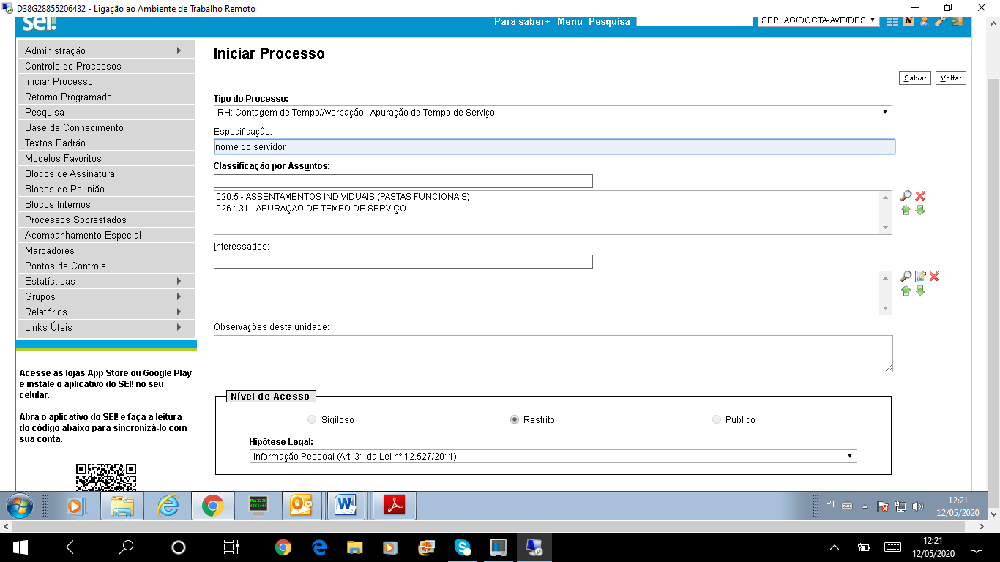 D38G28855206432 - Ligação ao Ambiente de Trabalho Remoto
sei!
Para saber+ Menu Pesquisa
SEPLAG/DCCTA-AVE/DES
Administração
Controle de Processos
Iniciar Processo
Retorno Programado
Pesquisa
Base de Conhecimento
Textos Padrão
Modelos Favoritos
Blocos de Assinatura
Blocos de Reunião
Blocos Internos
Processos Sobrestados
Acompanhamento Especial
Marcadores
Pontos de Controle
Estatísticas
Grupos
Relatórios
Links Úteis
Acesse as lojas App Store ou Google Play
e instale o aplicativo do SEI! no seu
celular.
Abra o aplicativo do SEI! e faça a leitura
do código abaixo para sincronizá-lo com
sua conta.
Iniciar Processo
Salvar
Voltar
Tipo do Processo:
RH: Contagem de Tempo/Averbação : Apuração de Tempo de Serviço
Especificação:
nome do servidor
Classificação por Assuntos:
020.5 - ASSENTAMENTOS INDIVIDUAIS (PASTAS FUNCIONAIS)
026.131 - APURAÇAO DE TEMPO DE SERVIÇO
Interessados:
Observações desta unidade:
Nível de Acesso
Sigiloso
Restrito
Público
Hipótese Legal:
Informação Pessoal (Art. 31 da Lei nº 12.527/2011)
PT
12:21
12/05/2020
12:21
12/05/2020